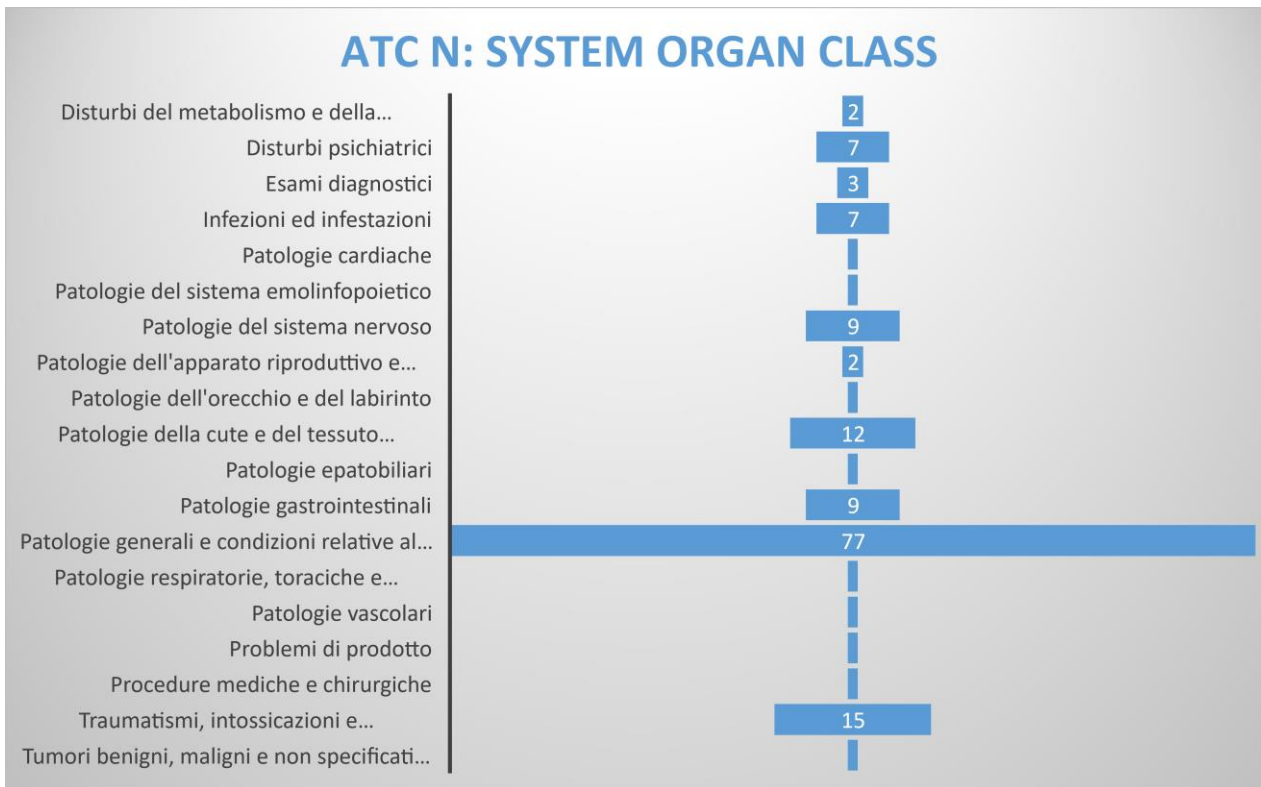 ATC N: SYSTEM ORGAN CLASS
Disturbi del metabolismo e della... 2
Disturbi psichiatrici 7
Esami diagnostici 3
Infezioni ed infestazioni 7
Patologie cardiache
Patologie del sistema emolinfopoietico
Patologie del sistema nervoso 9
Patologie dell'apparato riproduttivo e... 2
Patologie dell'orecchio e del labirinto
Patologie della cute e del tessuto... 12
Patologie epatobiliari
Patologie gastrointestinali 9
Patologie generali e condizioni relative al... 77
Patologie respiratorie, toraciche e...
Patologie vascolari
Problemi di prodotto
Procedure mediche e chirurgiche
Traumatismi, intossicazioni e... 15
Tumori benigni, maligni e non specificati...